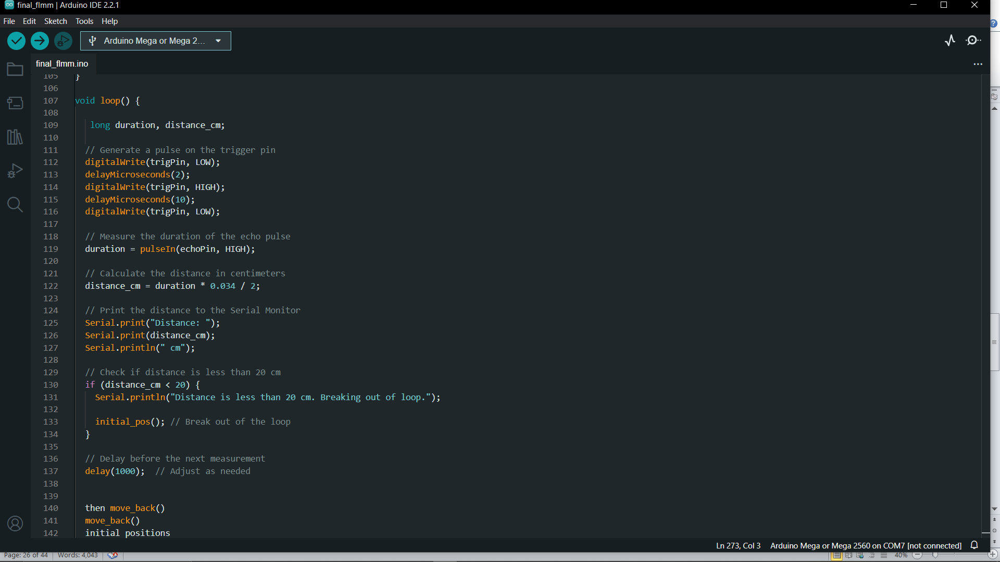 final_flmm | Arduino IDE 2.2.1
File Edit Sketch Tools Help
Arduino Mega or Mega 2...
final_flmm.ino
105 }
106
107 void loop() {
108
109 long duration, distance_cm;
110
111 // Generate a pulse on the trigger pin
112 digitalWrite(trigPin, LOW);
113 delayMicroseconds(2);
114 digitalWrite(trigPin, HIGH);
115 delayMicroseconds(10);
116 digitalWrite(trigPin, LOW);
117
118 // Measure the duration of the echo pulse
119 duration = pulseIn(echoPin, HIGH);
120
121 // Calculate the distance in centimeters
122 distance_cm = duration * 0.034 / 2;
123
124 // Print the distance to the Serial Monitor
125 Serial.print("Distance: ");
126 Serial.print(distance_cm);
127 Serial.println(" cm");
128
129 // Check if distance is less than 20 cm
130 if (distance_cm < 20) {
131 Serial.println("Distance is less than 20 cm. Breaking out of loop.");
132
133 initial_pos(); // Break out of the loop
134 }
135
136 // Delay before the next measurement
137 delay(1000); // Adjust as needed
138
139
140 then move_back()
141 move_back()
142 initial positions
Ln 273, Col 3 Arduino Mega or Mega 2560 on COM7 [not connected]
Page: 26 of 44 Words: 4,043 40%